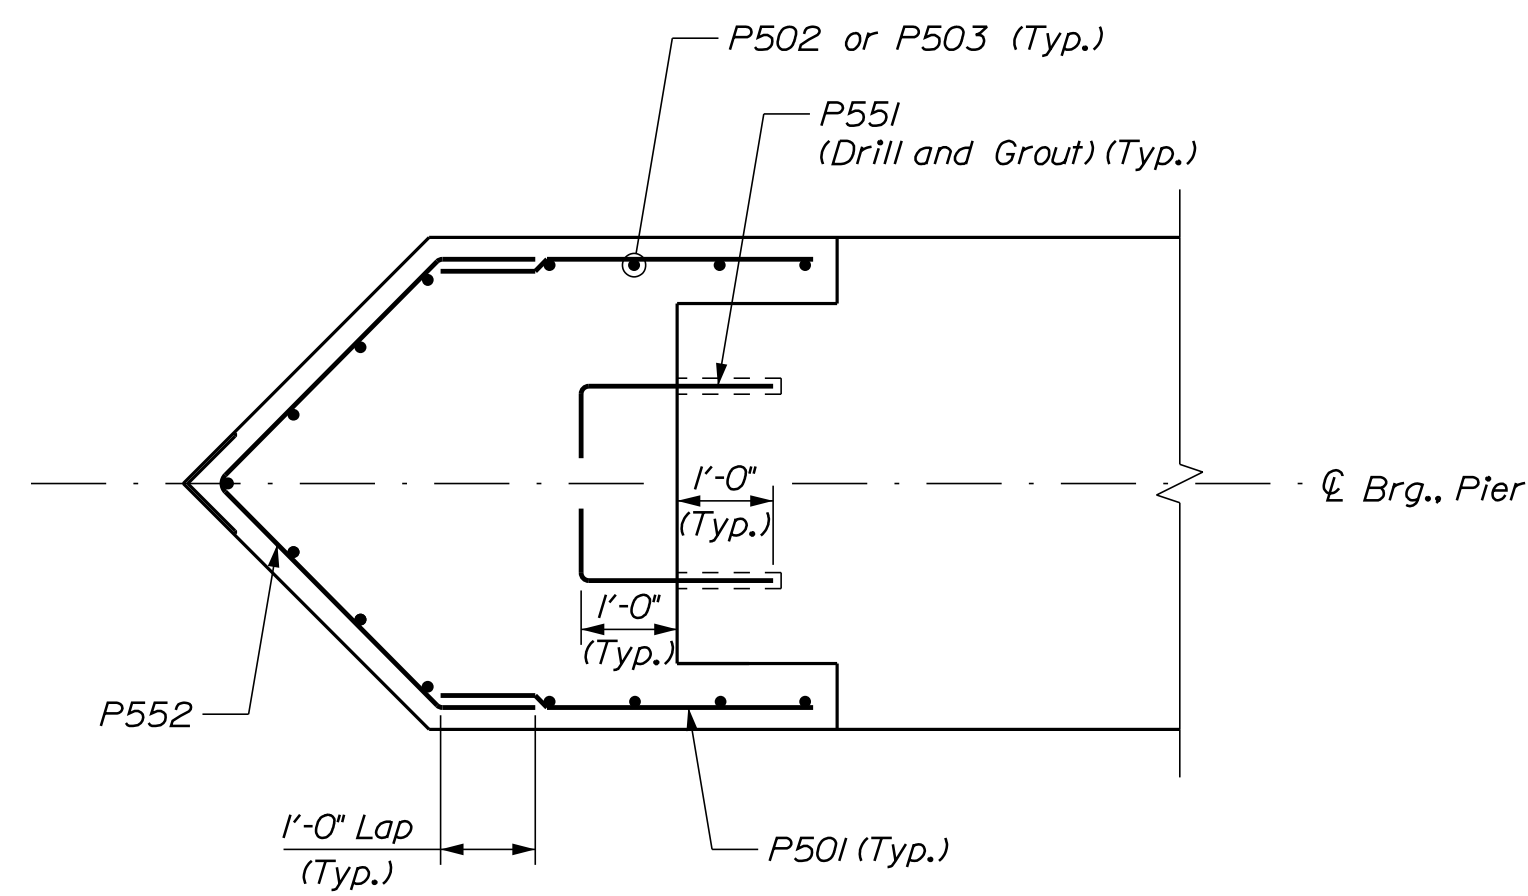 P502 or P503 (Typ.)
P551
(Drill and Grout) (Typ.)
1'-0"
(Typ.)
℄ Brg., Pier
1'-0"
(Typ.)
P552
1'-0" Lap
(Typ.)
P501 (Typ.)